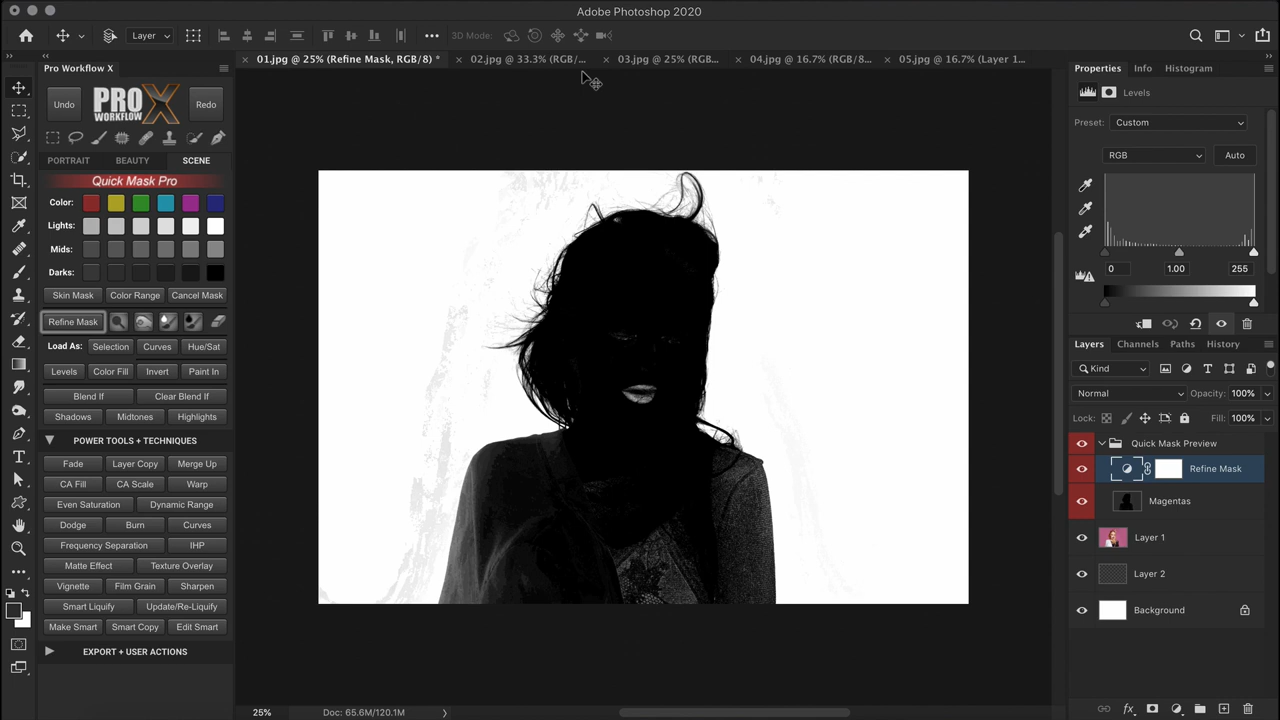 Adobe Photoshop 2020
Layer
3D Mode:
01.jpg @ 25% (Refine Mask, RGB/8) *
02.jpg @ 33.3% (RGB/...
03.jpg @ 25% (RGB...
04.jpg @ 16.7% (RGB/8...
05.jpg @ 16.7% (Layer 1...
Pro Workflow X
Undo
PRO X WORKFLOW
Redo
PORTRAIT BEAUTY SCENE
Quick Mask Pro
Color:
Lights:
Mids:
Darks:
Skin Mask Color Range Cancel Mask
Refine Mask
Load As: Selection Curves Hue/Sat
Levels Color Fill Invert Paint In
Blend If Clear Blend If
Shadows Midtones Highlights
POWER TOOLS + TECHNIQUES
Fade Layer Copy Merge Up
CA Fill CA Scale Warp
Even Saturation Dynamic Range
Dodge Burn Curves
Frequency Separation IHP
Matte Effect Texture Overlay
Vignette Film Grain Sharpen
Smart Liquify Update/Re-Liquify
Make Smart Smart Copy Edit Smart
EXPORT + USER ACTIONS
25% Doc: 65.6M/120.1M
Properties Info Histogram
Levels
Preset: Custom
RGB Auto
0 1.00 255
Layers Channels Paths History
Kind
Normal Opacity: 100%
Lock: Fill: 100%
Quick Mask Preview
Refine Mask
Magentas
Layer 1
Layer 2
Background
fx